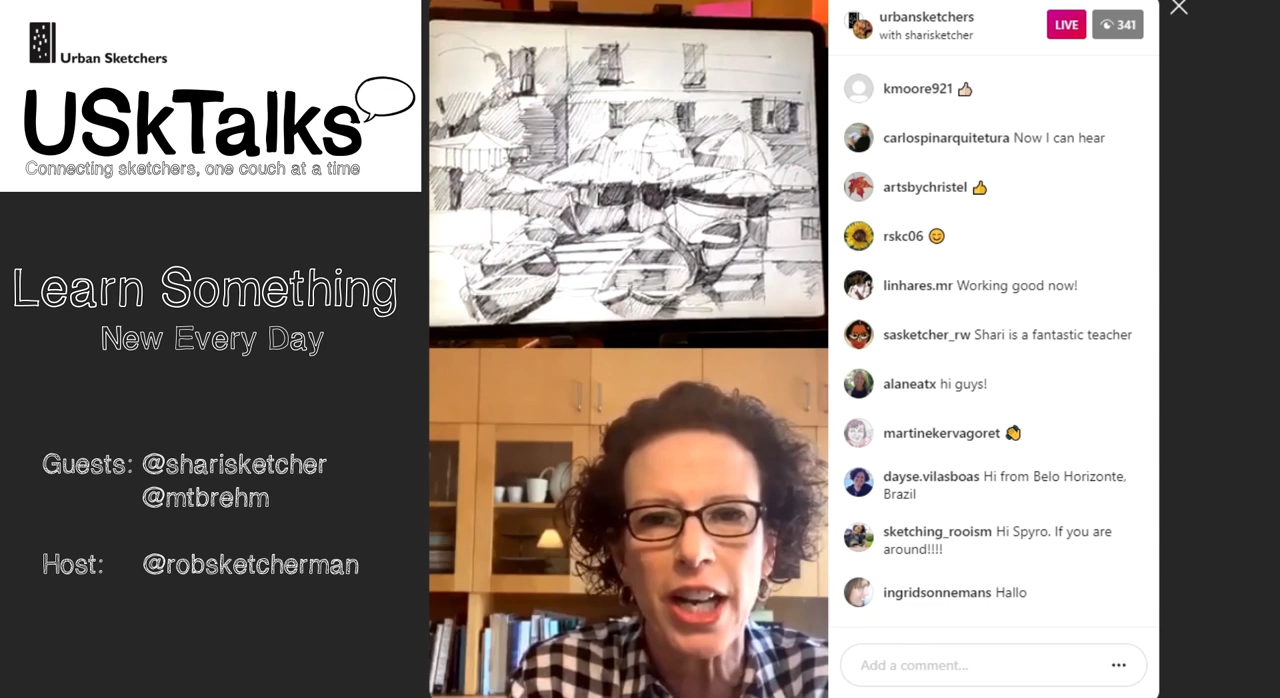 Urban Sketchers
USkTalks
Connecting sketchers, one couch at a time
Learn Something
New Every Day
Guests: @sharisketcher
@mtbrehm
Host: @robsketcherman
urbansketchers
with sharisketcher
LIVE
341
kmoore921
carlospinarquitetura Now I can hear
artsbychristel
rskc06
linhares.mr Working good now!
sasketcher_rw Shari is a fantastic teacher
alaneatx hi guys!
martinekervagoret
dayse.vilasboas Hi from Belo Horizonte,
Brazil
sketching_rooism Hi Spyro. If you are
around!!!!
ingridsonnemans Hallo
Add a comment...